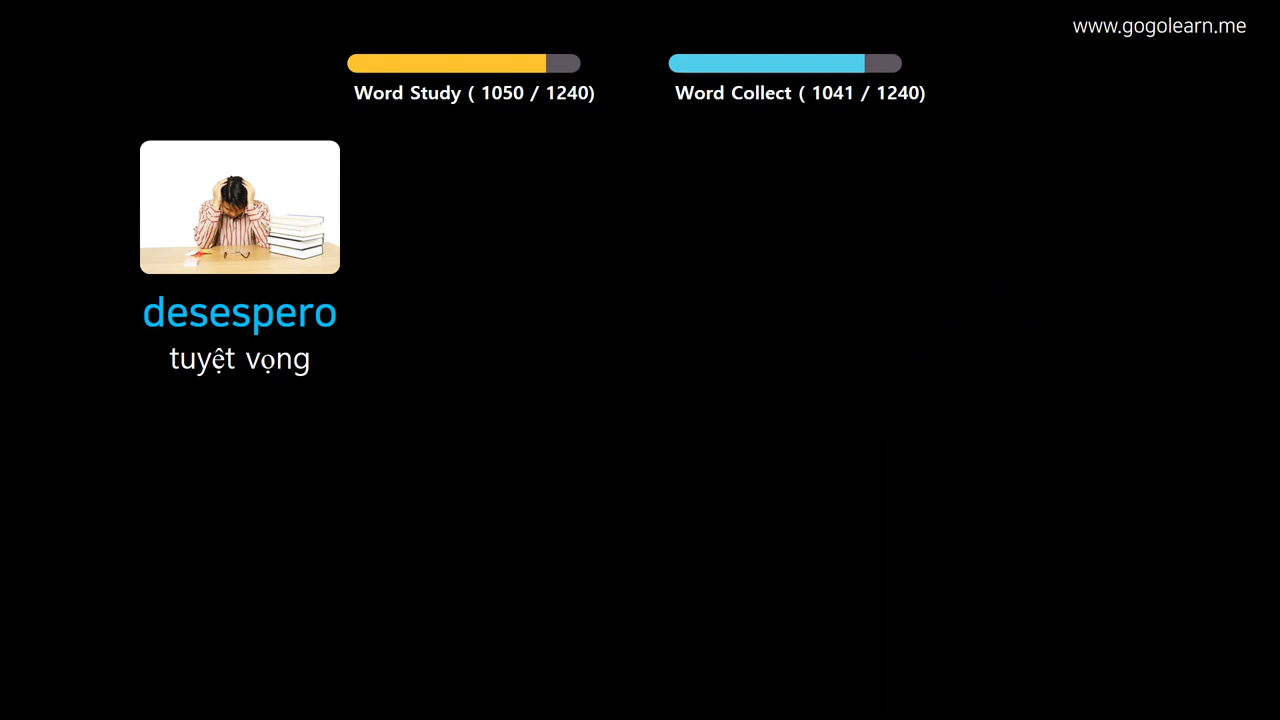 www.gogolearn.me
Word Study ( 1050 / 1240)
Word Collect ( 1041 / 1240)
desespero
tuyệt vọng